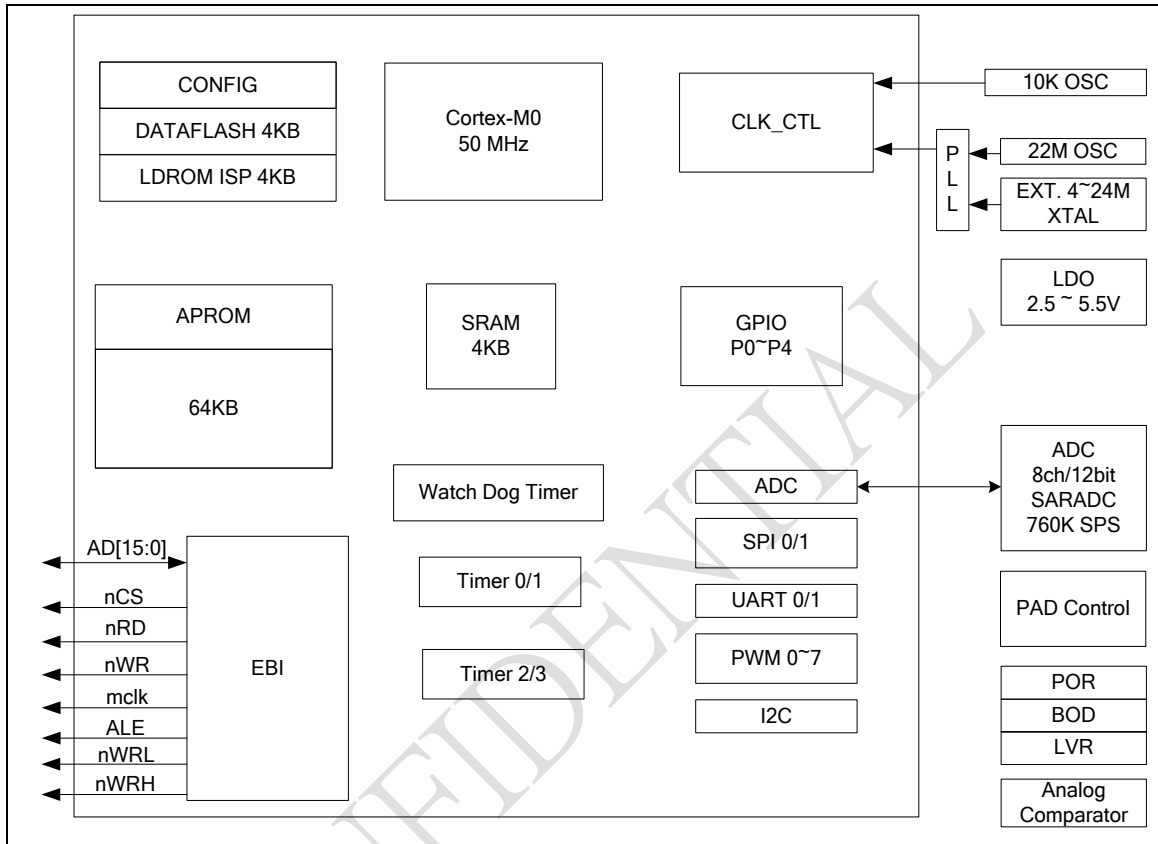 CONFIG
DATAFLASH 4KB
LDROM ISP 4KB
Cortex-M0
50 MHz
CLK_CTL
10K OSC
P
L
L
22M OSC
EXT. 4~24M
XTAL
LDO
2.5 ~ 5.5V
APROM
64KB
SRAM
4KB
GPIO
P0~P4
Watch Dog Timer
ADC
ADC
8ch/12bit
SARADC
760K SPS
SPI 0/1
Timer 0/1
UART 0/1
PAD Control
Timer 2/3
PWM 0~7
I2C
POR
BOD
LVR
Analog
Comparator
AD[15:0]
nCS
nRD
nWR
mclk
ALE
nWRL
nWRH
EBI
NFIDENTIAL